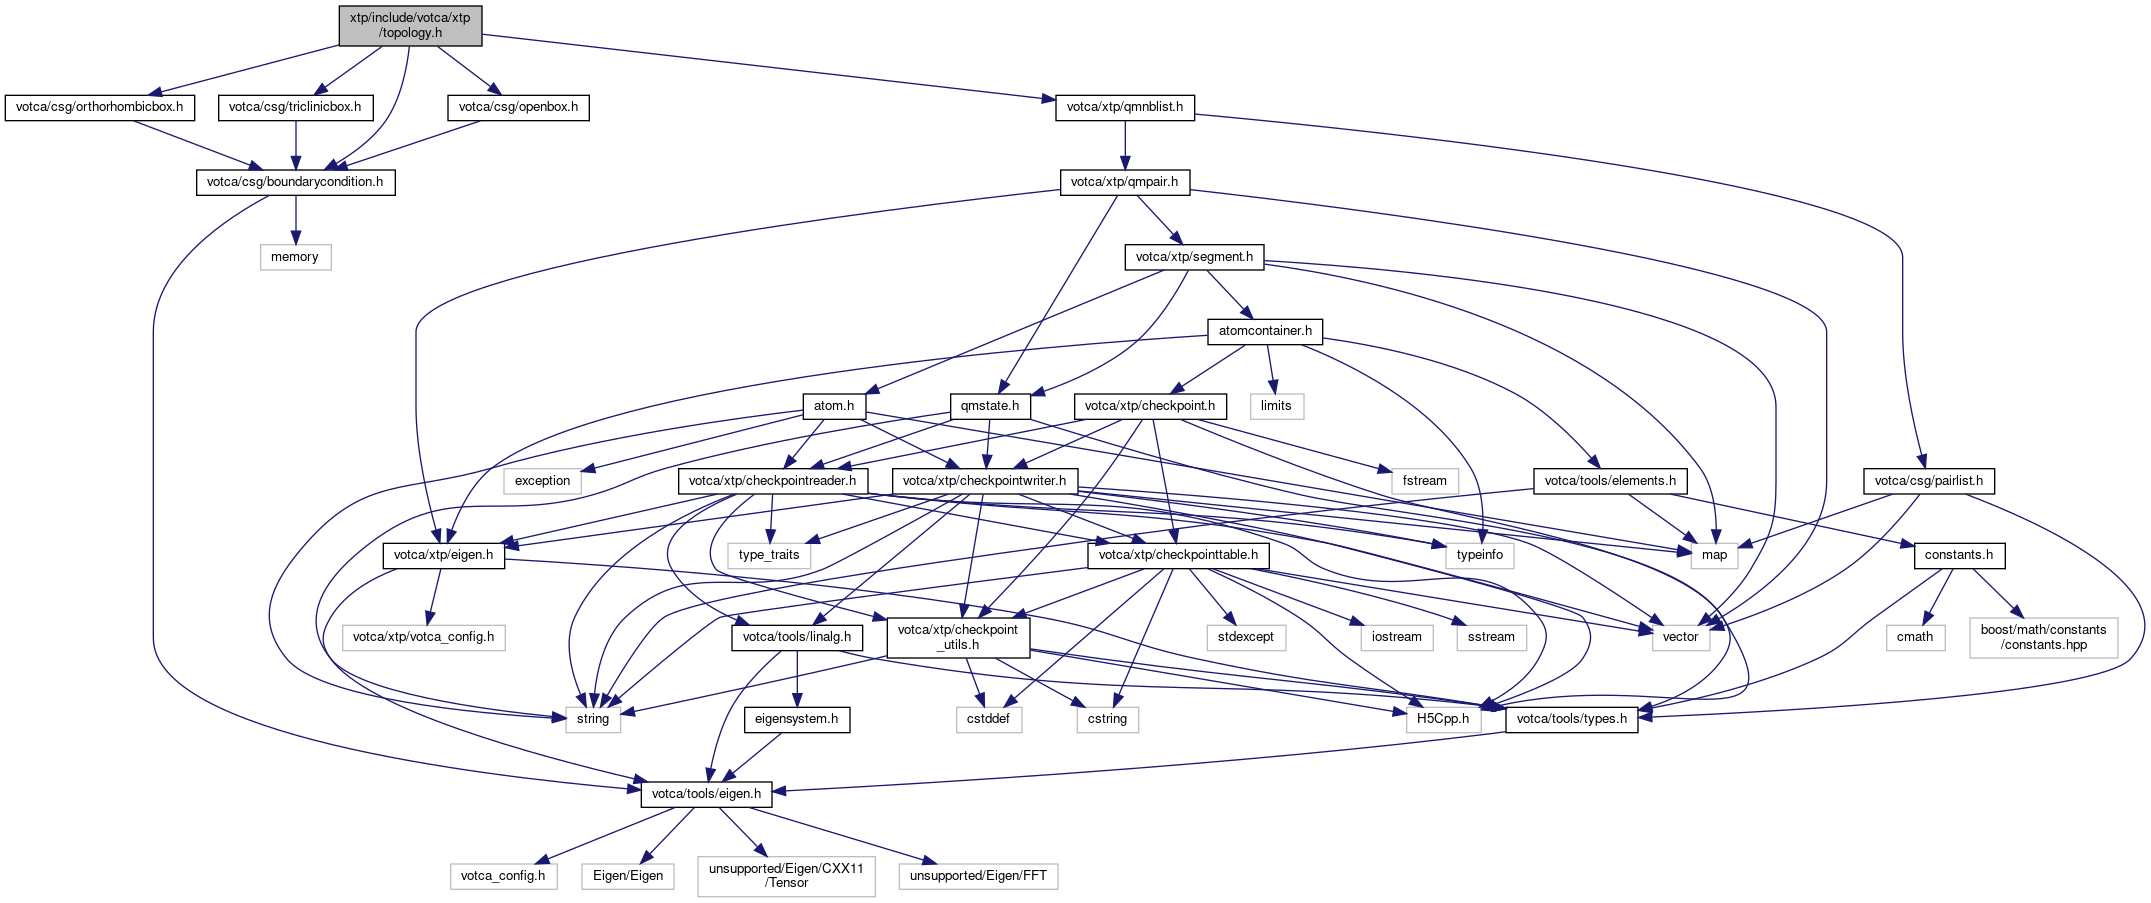 xtp/include/votca/xtp
/topology.h
votca/csg/orthorhombicbox.h
votca/csg/triclinicbox.h
votca/csg/openbox.h
votca/xtp/qmnblist.h
votca/csg/boundarycondition.h
votca/xtp/qmpair.h
memory
votca/xtp/segment.h
atomcontainer.h
atom.h
qmstate.h
votca/xtp/checkpoint.h
limits
exception
votca/xtp/checkpointreader.h
votca/xtp/checkpointwriter.h
fstream
votca/tools/elements.h
votca/csg/pairlist.h
votca/xtp/eigen.h
type_traits
votca/xtp/checkpointtable.h
typeinfo
map
constants.h
votca/xtp/votca_config.h
votca/tools/linalg.h
votca/xtp/checkpoint
_utils.h
stdexcept
iostream
sstream
vector
cmath
boost/math/constants
/constants.hpp
string
eigensystem.h
cstddef
cstring
H5Cpp.h
votca/tools/types.h
votca/tools/eigen.h
votca_config.h
Eigen/Eigen
unsupported/Eigen/CXX11
/Tensor
unsupported/Eigen/FFT